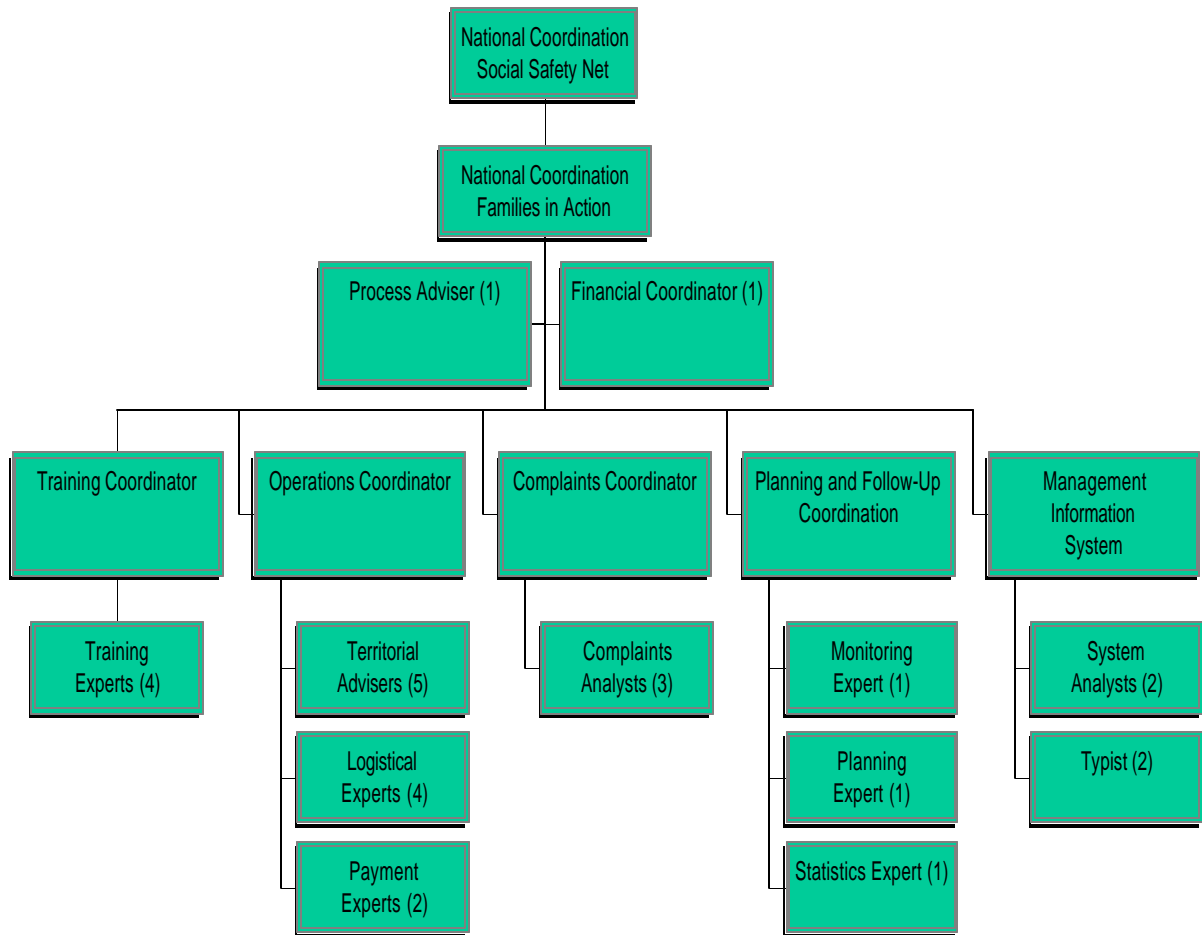 National Coordination
Social Safety Net
National Coordination
Families in Action
Process Adviser (1)
Financial Coordinator (1)
Training Coordinator
Operations Coordinator
Complaints Coordinator
Planning and Follow-Up
Coordination
Management
Information
System
Training
Experts (4)
Territorial
Advisers (5)
Complaints
Analysts (3)
Monitoring
Expert (1)
System
Analysts (2)
Logistical
Experts (4)
Planning
Expert (1)
Typist (2)
Payment
Experts (2)
Statistics Expert (1)